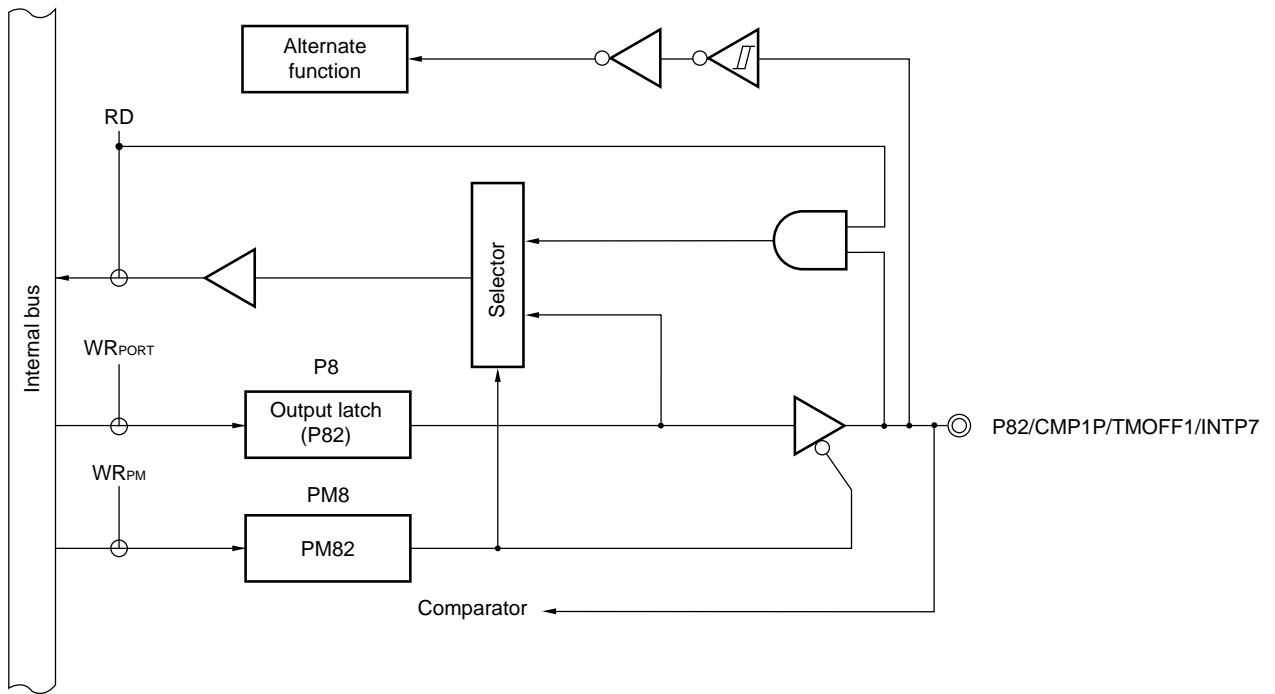 Alternate
function
RD
Selector
Internal bus
WRPORT
P8
Output latch
(P82)
P82/CMP1P/TMOFF1/INTP7
WRPM
PM8
PM82
Comparator